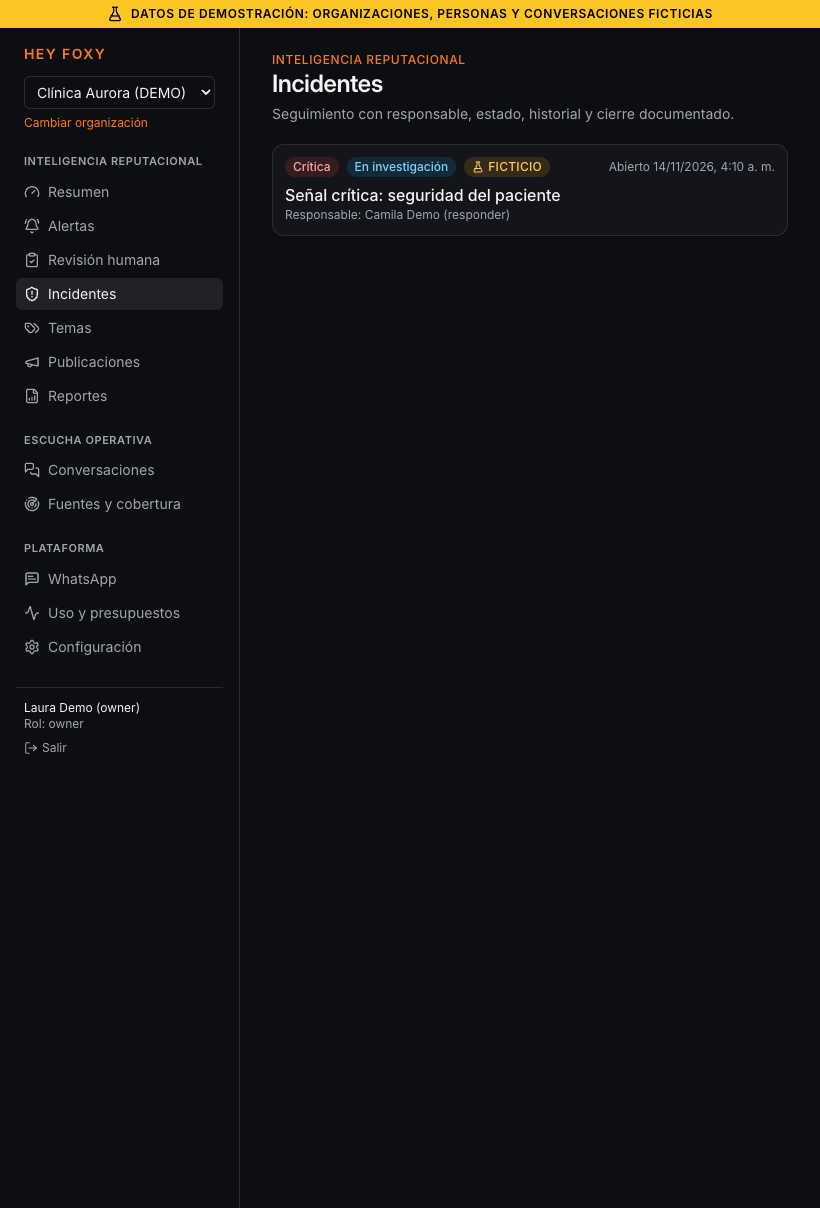 DATOS DE DEMOSTRACIÓN: ORGANIZACIONES, PERSONAS Y CONVERSACIONES FICTICIAS
HEY FOXY
Clínica Aurora (DEMO)
Cambiar organización
INTELIGENCIA REPUTACIONAL
Resumen
Alertas
Revisión humana
Incidentes
Temas
Publicaciones
Reportes
ESCUCHA OPERATIVA
Conversaciones
Fuentes y cobertura
PLATAFORMA
WhatsApp
Uso y presupuestos
Configuración
Laura Demo (owner)
Rol: owner
Salir
INTELIGENCIA REPUTACIONAL
Incidentes
Seguimiento con responsable, estado, historial y cierre documentado.
Crítica En investigación FICTICIO Abierto 14/11/2026, 4:10 a. m.
Señal crítica: seguridad del paciente
Responsable: Camila Demo (responder)